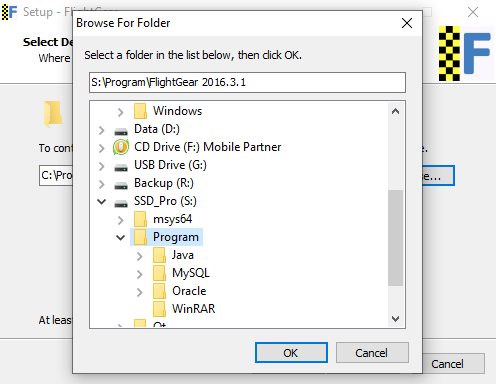 Setup - FlightGear
Browse For Folder
Select De
Where
Select a folder in the list below, then click OK.
S:\Program\FlightGear 2016.3.1
F
Windows
Data (D:)
CD Drive (F:) Mobile Partner
USB Drive (G:)
Backup (R:)
SSD_Pro (S:)
msys64
Program
Java
MySQL
Oracle
WinRAR
To cont
e.
C:\Pro
se...
At leas
OK
Cancel
Cancel